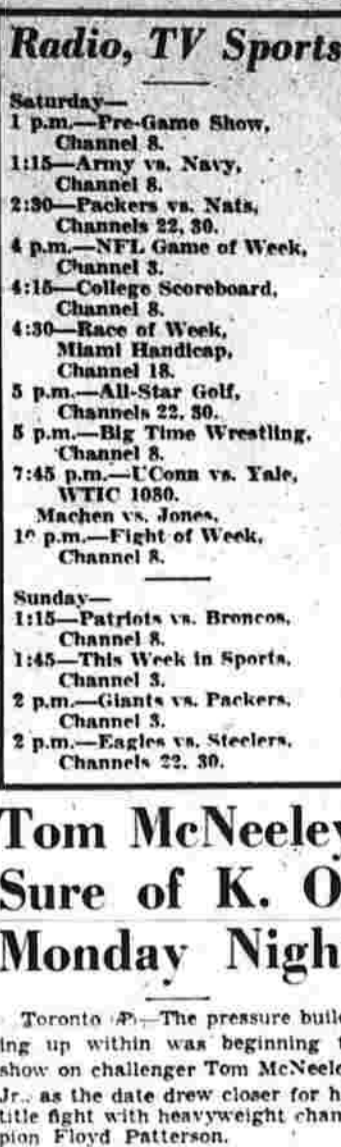 Radio, TV Sports
Saturday—
1 p.m.—Pre-Game Show,
Channel 8.
1:15—Army vs. Navy,
Channel 8.
2:30—Packers vs. Nats,
Channels 22, 30.
4 p.m.—NFL Game of Week,
Channel 3.
4:15—College Scoreboard,
Channel 8.
4:30—Race of Week,
Miami Handicap,
Channel 18.
5 p.m.—All-Star Golf,
Channels 22, 30.
5 p.m.—Big Time Wrestling,
Channel 8.
7:45 p.m.—UConn vs. Yale,
WTIC 1080.
Machen vs. Jones,
10 p.m.—Fight of Week,
Channel 8.
Sunday—
1:15—Patriots vs. Broncos,
Channel 8.
1:45—This Week in Sports,
Channel 3.
2 p.m.—Giants vs. Packers,
Channel 3.
2 p.m.—Eagles vs. Steelers,
Channels 22, 30.
Tom McNeeley
Sure of K. O
Monday Nigh
Toronto (AP)—The pressure build
ing up within was beginning t
show on challenger Tom McNeele
Jr., as the date drew closer for h
title fight with heavyweight cham
pion Floyd Patterson.